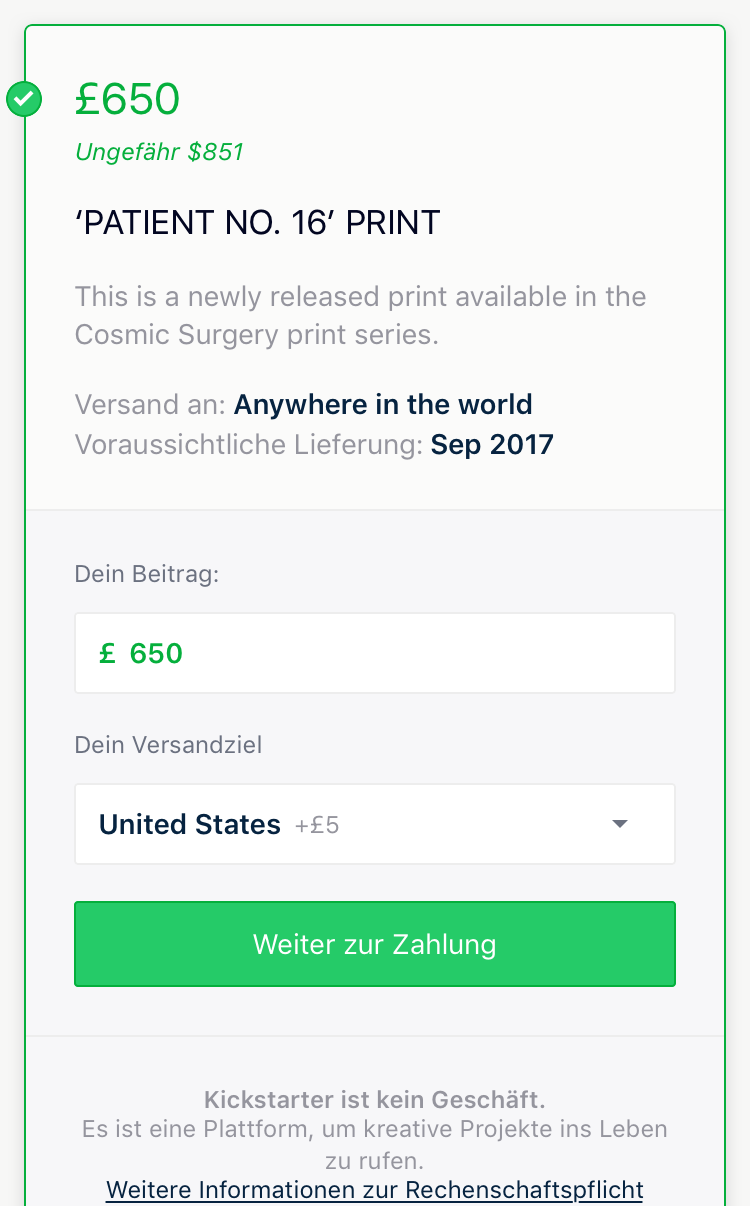 £650
Ungefähr $851
‘PATIENT NO. 16’ PRINT
This is a newly released print available in the
Cosmic Surgery print series.
Versand an: Anywhere in the world
Voraussichtliche Lieferung: Sep 2017
Dein Beitrag:
£ 650
Dein Versandziel
United States +£5
Weiter zur Zahlung
Kickstarter ist kein Geschäft.
Es ist eine Plattform, um kreative Projekte ins Leben
zu rufen.
Weitere Informationen zur Rechenschaftspflicht